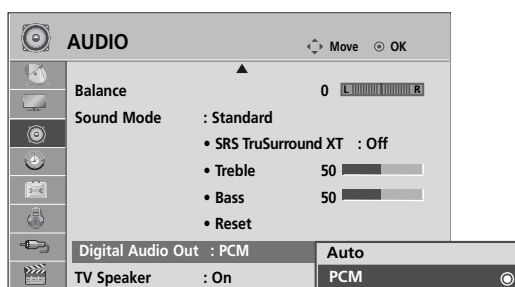 AUDIO Move OK
Balance 0 L R
Sound Mode : Standard
• SRS TruSurround XT : Off
• Treble 50
• Bass 50
• Reset
Digital Audio Out : PCM Auto
TV Speaker : On PCM